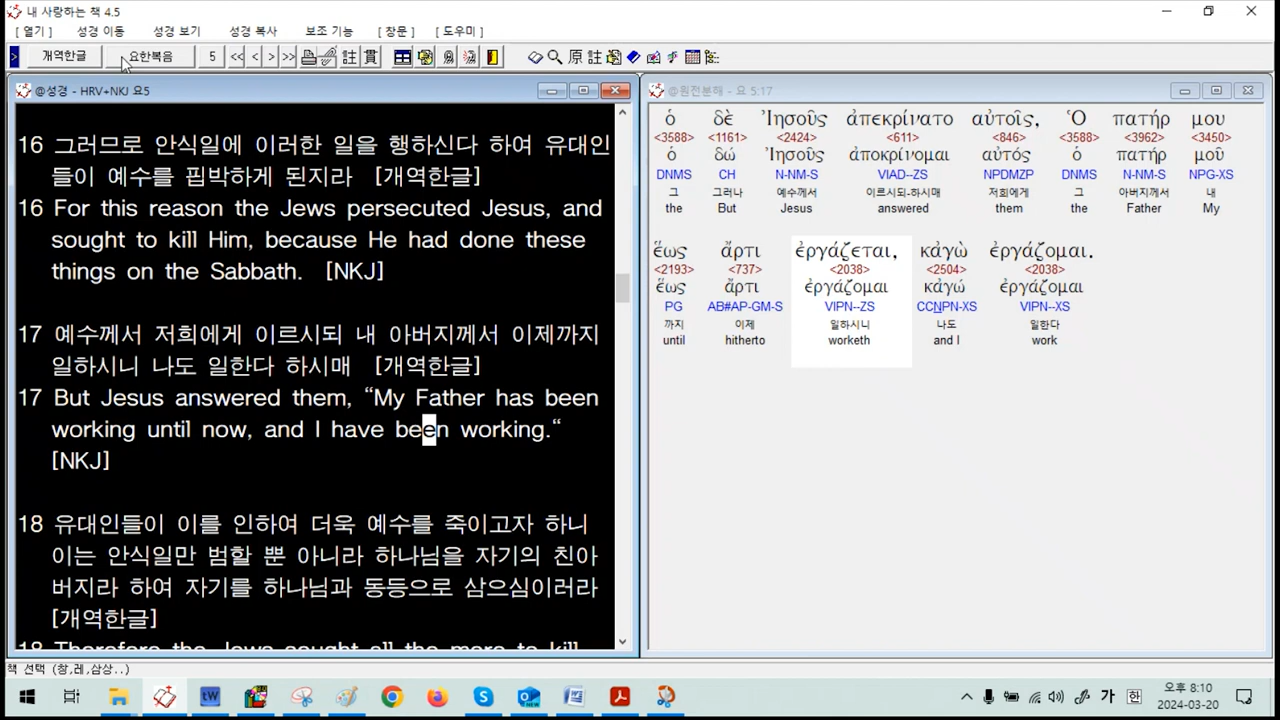 내 사랑하는 책 4.5
[ 열기 ] 성경 이동 성경 보기 성경 복사 보조 기능 [ 창문 ] [ 도우미 ]
> 개역한글 요한복음 5 << < > >> 註 貫 原 註
@성경 - HRV+NKJ 요5
16 그러므로 안식일에 이러한 일을 행하신다 하여 유대인
들이 예수를 핍박하게 된지라 [개역한글]
16 For this reason the Jews persecuted Jesus, and
sought to kill Him, because He had done these
things on the Sabbath. [NKJ]
17 예수께서 저희에게 이르시되 내 아버지께서 이제까지
일하시니 나도 일한다 하시매 [개역한글]
17 But Jesus answered them, “My Father has been
working until now, and I have been working.“
[NKJ]
18 유대인들이 이를 인하여 더욱 예수를 죽이고자 하니
이는 안식일만 범할 뿐 아니라 하나님을 자기의 친아
버지라 하여 자기를 하나님과 동등으로 삼으심이러라
[개역한글]
18 Therefore the Jews sought all the more to kill
@원전분해 - 요 5:17
ὁ δὲ Ἰησοῦς ἀπεκρίνατο αὐτοῖς, Ὁ πατήρ μου
<3588> <1161> <2424> <611> <846> <3588> <3962> <3450>
ὁ δώ Ἰησοῦς ἀποκρίνομαι αὐτός ὁ πατήρ μοῦ
DNMS CH N-NM-S VIAD--ZS NPDMZP DNMS N-NM-S NPG-XS
그 그러나 예수께서 이르시되-하시매 저희에게 그 아버지께서 내
the But Jesus answered them the Father My
ἕως ἄρτι ἐργάζεται, κἀγὼ ἐργάζομαι.
<2193> <737> <2038> <2504> <2038>
ἕως ἄρτι ἐργάζομαι κἀγώ ἐργάζομαι
PG AB#AP-GM-S VIPN--ZS CCNPN-XS VIPN--XS
까지 이제 일하시니 나도 일한다
until hitherto worketh and I work
책 선택 (창,레,삼상..)
tW S W 가 한 오후 8:10
2024-03-20